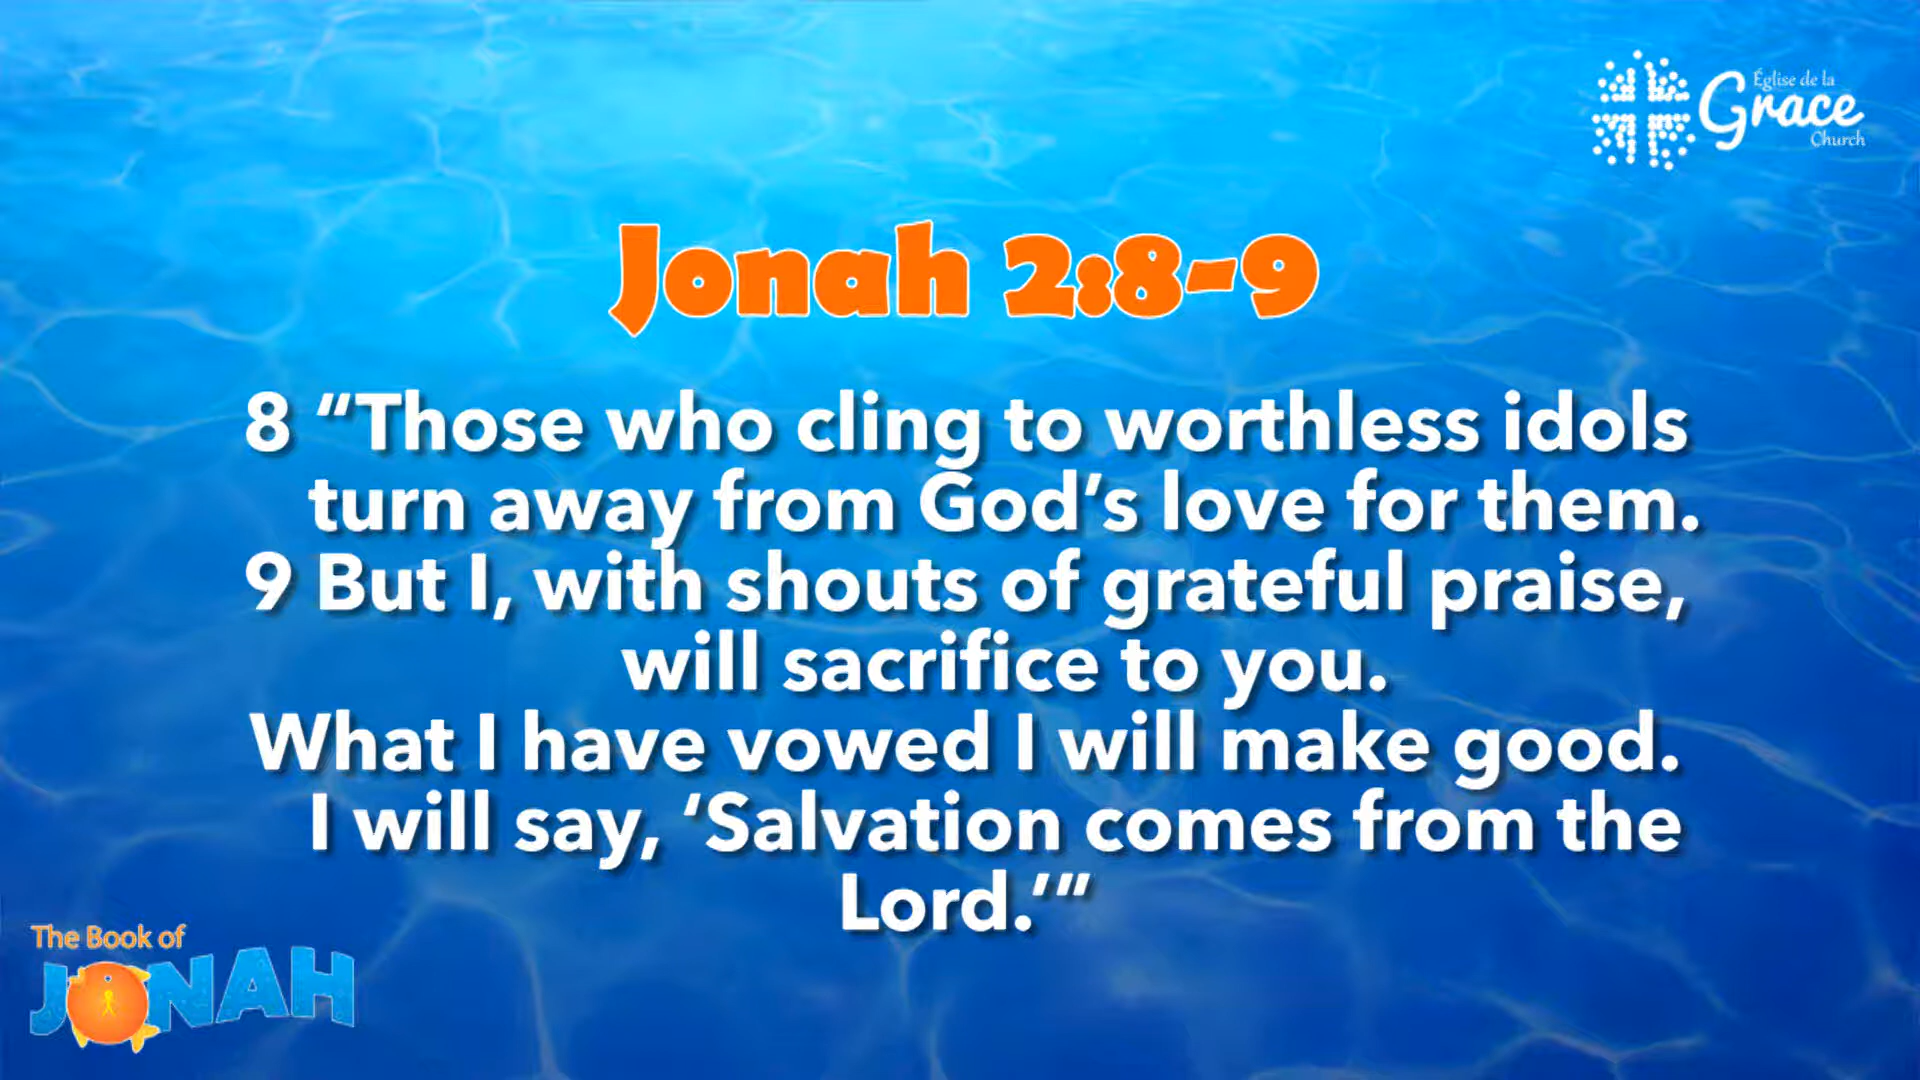 Église de la
Grace
Church
Jonah 2:8-9
8 “Those who cling to worthless idols
turn away from God’s love for them.
9 But I, with shouts of grateful praise,
will sacrifice to you.
What I have vowed I will make good.
I will say, ‘Salvation comes from the
Lord.’”
The Book of
JONAH